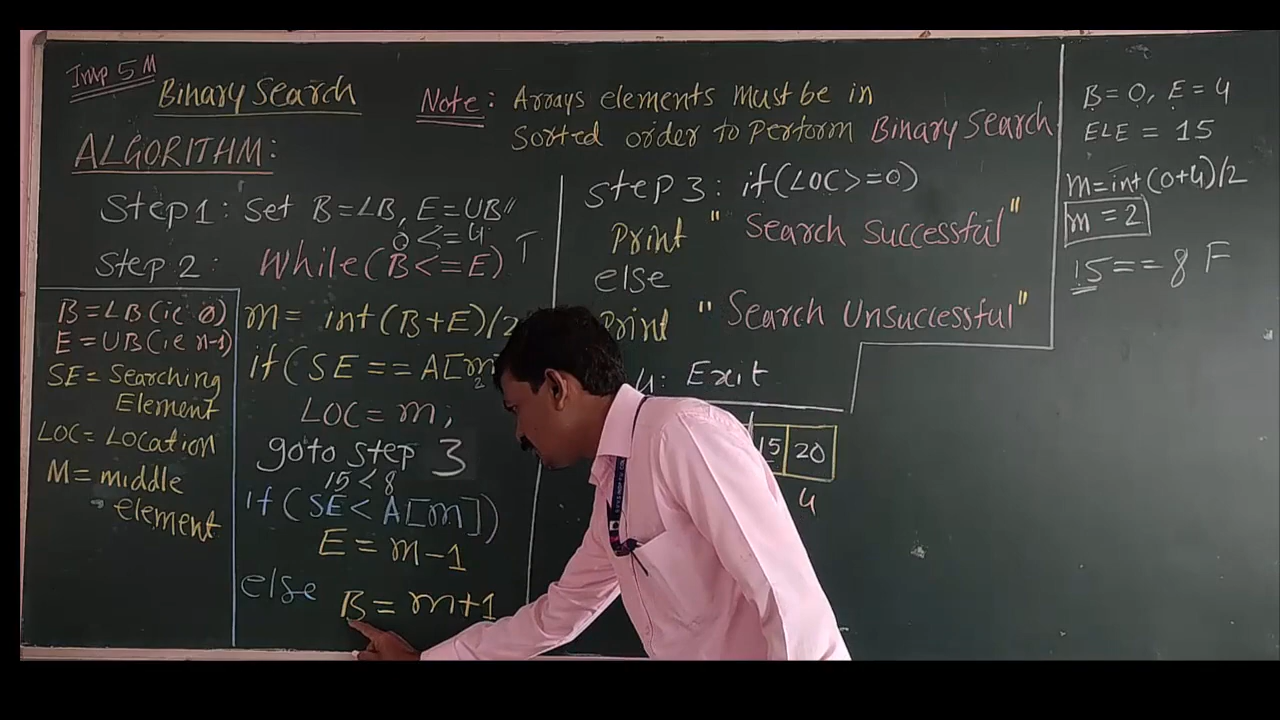 Imp 5 M
Binary Search
Note: Arrays elements Must be in
Sorted order to Perform Binary Search
ALGORITHM:
Step 1: Set B=LB, E=UB
0<=4
Step 2: While(B<=E) T
B=LB(ie 0)
E=UB(ie n-1)
SE= Searching
Element
LOC= Location
M= middle
element
m= int(B+E)/2
if( SE == A[m
2
LOC= m;
goto step 3
15<8
if( SE< A[m])
E=m-1
else B=m+1
Step 3: if(LOC>=0)
Print " Search Successful"
else
Print " Search Unsuccessful"
4: Exit
15 20
4
B=0, E=4
ELE = 15
m=int(0+4)/2
m=2
15==8 F